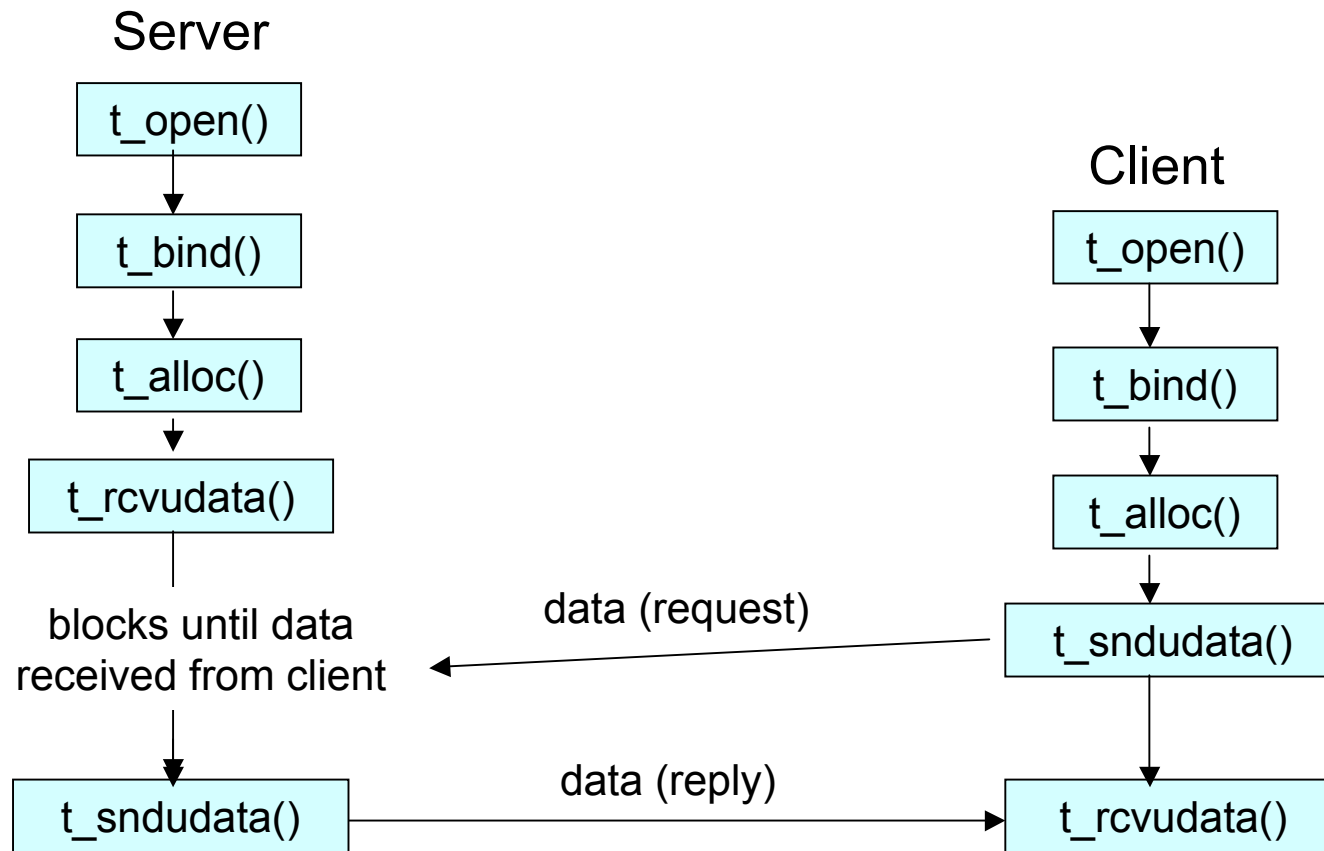 Server
t_open()
t_bind()
t_alloc()
t_rcvudata()
blocks until data
received from client
t_sndudata()
data (request)
data (reply)
Client
t_open()
t_bind()
t_alloc()
t_sndudata()
t_rcvudata()